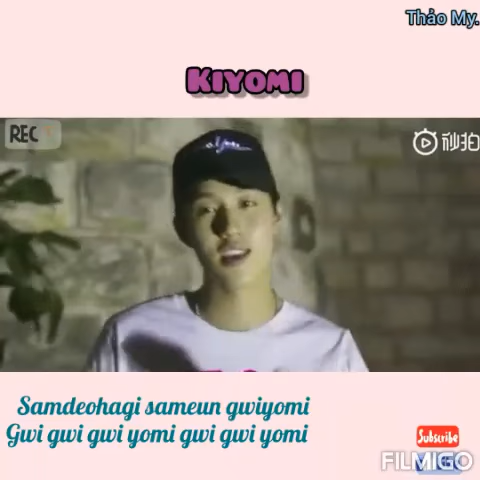 Thảo My.
KIYOMI
REC
秒拍
Samdeohagi sameun gwiyomi
Gwi gwi gwi yomi gwi gwi yomi
Subscribe
FILMIGO